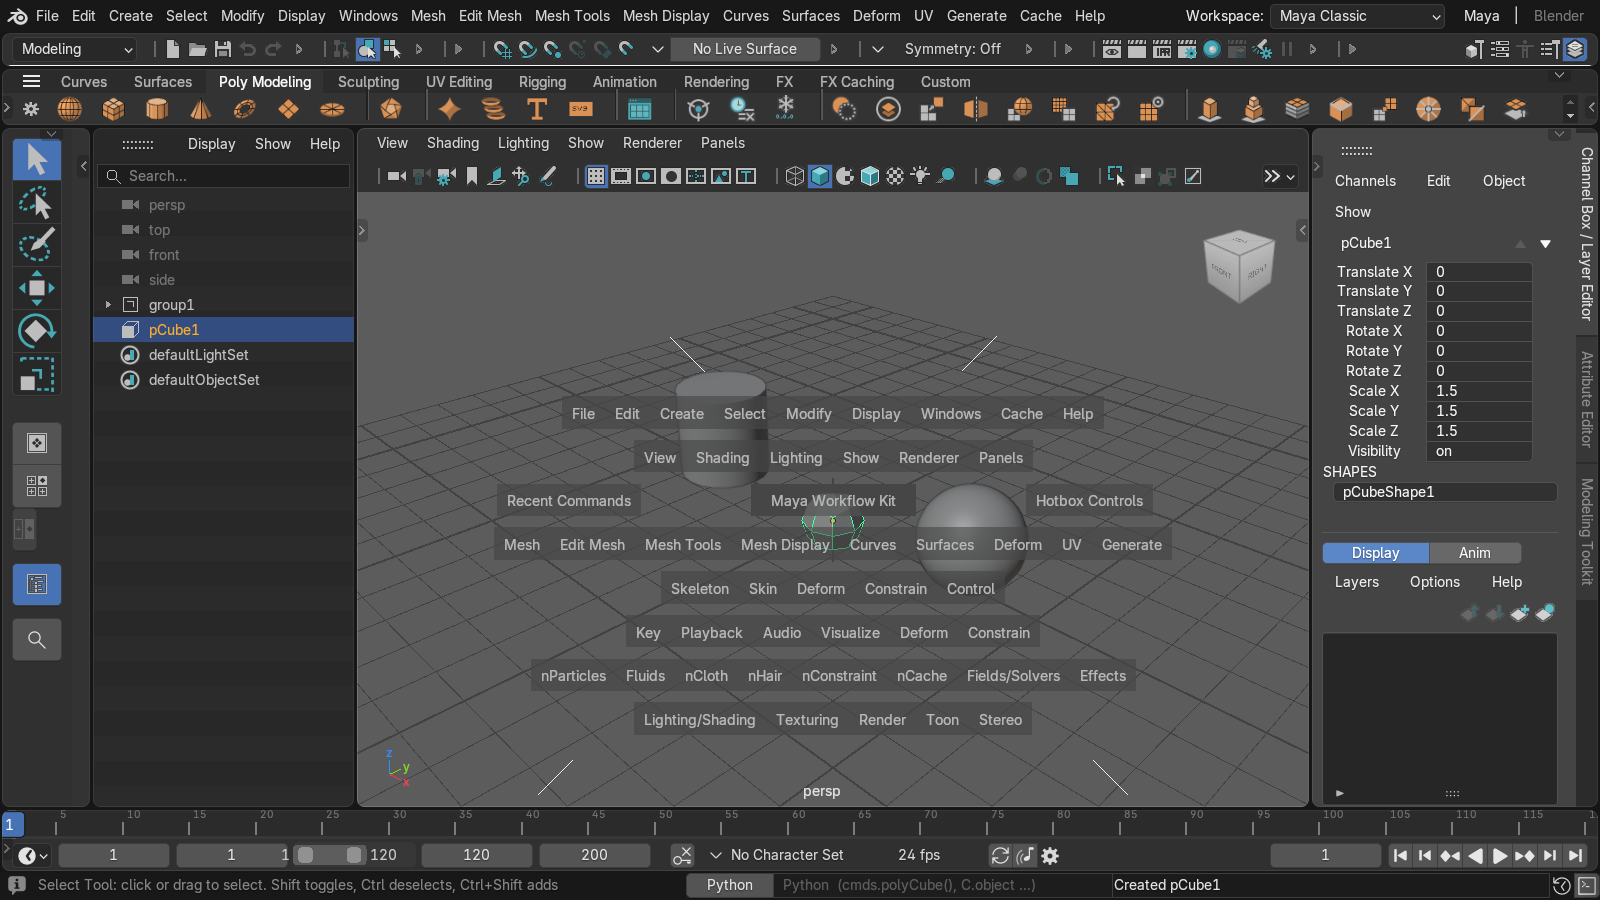 File Edit Create Select Modify Display Windows Mesh Edit Mesh Mesh Tools Mesh Display Curves Surfaces Deform UV Generate Cache Help Workspace: Maya Classic Maya | Blender
Modeling No Live Surface Symmetry: Off
Curves Surfaces Poly Modeling Sculpting UV Editing Rigging Animation Rendering FX FX Caching Custom
Display Show Help
View Shading Lighting Show Renderer Panels
Search...
persp
top
front
side
group1
pCube1
defaultLightSet
defaultObjectSet
FRONT RIGHT
File Edit Create Select Modify Display Windows Cache Help
View Shading Lighting Show Renderer Panels
Recent Commands Maya Workflow Kit Hotbox Controls
Mesh Edit Mesh Mesh Tools Mesh Display Curves Surfaces Deform UV Generate
Skeleton Skin Deform Constrain Control
Key Playback Audio Visualize Deform Constrain
nParticles Fluids nCloth nHair nConstraint nCache Fields/Solvers Effects
Lighting/Shading Texturing Render Toon Stereo
z
y
x
persp
Channels Edit Object
Show
pCube1
Translate X 0
Translate Y 0
Translate Z 0
Rotate X 0
Rotate Y 0
Rotate Z 0
Scale X 1.5
Scale Y 1.5
Scale Z 1.5
Visibility on
SHAPES
pCubeShape1
Display Anim
Layers Options Help
Channel Box / Layer Editor
Attribute Editor
Modeling Toolkit
1 5 10 15 20 25 30 35 40 45 50 55 60 65 70 75 80 85 90 95 100 105 110 115
1 1 1 120 120 200 No Character Set 24 fps 1
Select Tool: click or drag to select. Shift toggles, Ctrl deselects, Ctrl+Shift adds Python Python (cmds.polyCube(), C.object ...) Created pCube1